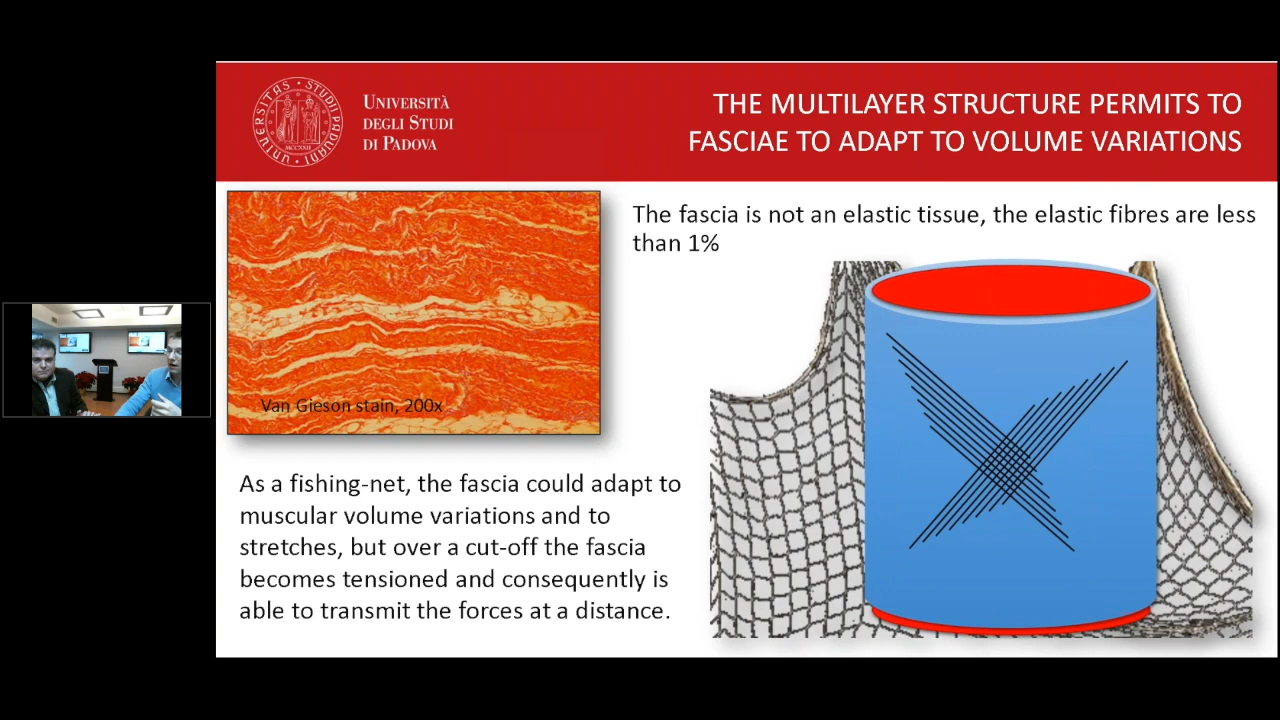 UNIVERSITÀ
DEGLI STUDI
DI PADOVA
THE MULTILAYER STRUCTURE PERMITS TO
FASCIAE TO ADAPT TO VOLUME VARIATIONS
The fascia is not an elastic tissue, the elastic fibres are less
than 1%
Van Gieson stain, 200x
As a fishing-net, the fascia could adapt to
muscular volume variations and to
stretches, but over a cut-off the fascia
becomes tensioned and consequently is
able to transmit the forces at a distance.